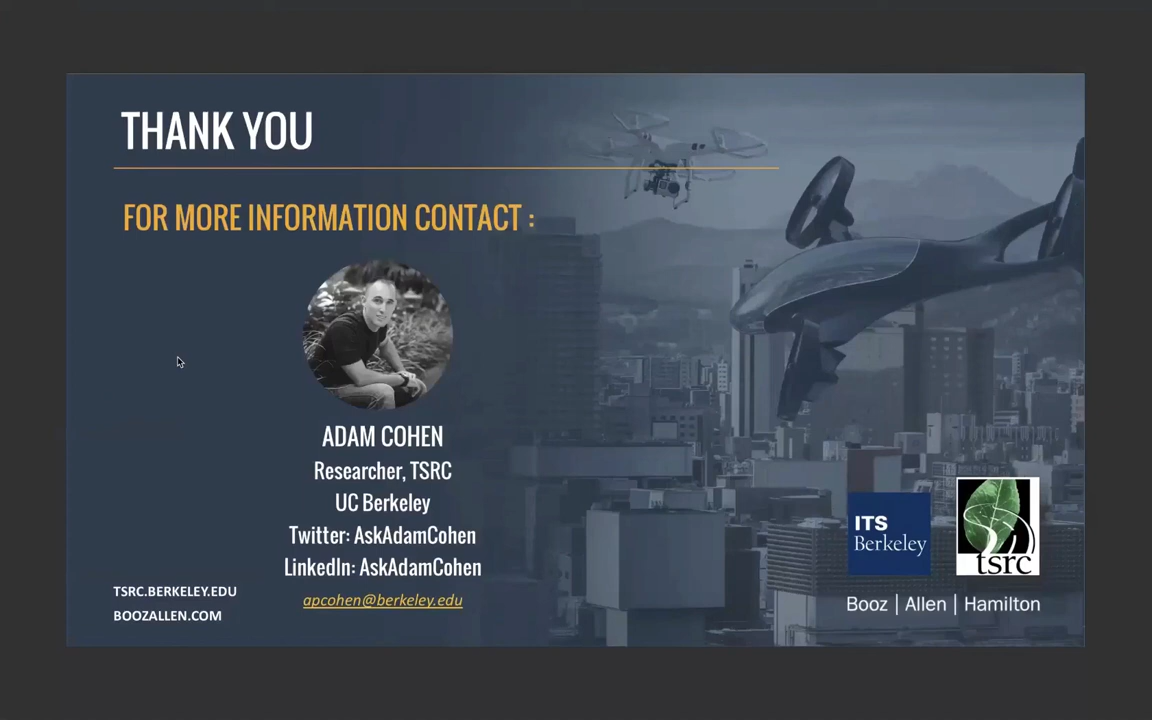 THANK YOU
FOR MORE INFORMATION CONTACT :
ADAM COHEN
Researcher, TSRC
UC Berkeley
Twitter: AskAdamCohen
LinkedIn: AskAdamCohen
apcohen@berkeley.edu
TSRC.BERKELEY.EDU
BOOZALLEN.COM
ITS
Berkeley
tsrc
Booz | Allen | Hamilton